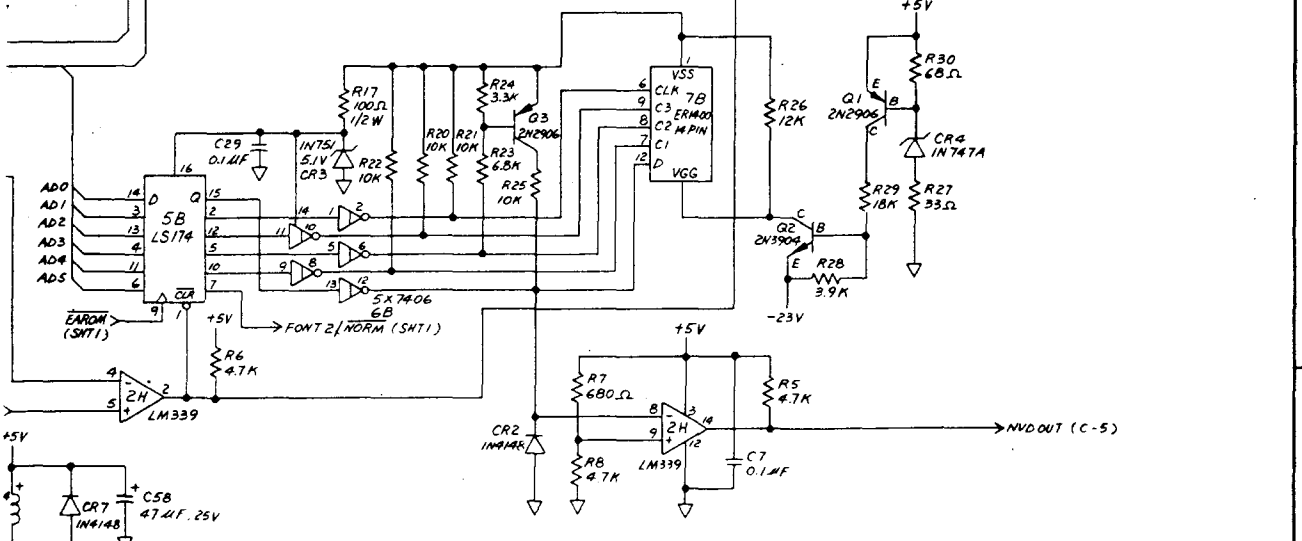 +5V
R30
68Ω
E
Q1
2N2906
B
C
CR4
1N747A
R29
18K
R27
33Ω
R17
100Ω
1/2W
R24
3.3K
Q3
2N2906
1
VSS
6
CLK
7B
9
C3
ER1400
8
C2
14PIN
7
C1
12
D
VGG
R26
12K
C29
0.1µF
1N751
5.1V
CR3
R22
10K
R20
10K
R21
10K
R23
6.8K
R25
10K
16
AD0
14
D
Q
15
AD1
3
5B
2
1
2
AD2
13
LS174
12
14
11
10
AD3
4
5
5
6
AD4
11
10
9
8
AD5
6
7
13
12
CLR
9
1
5X7406
6B
C
Q2
2N3904
B
E
R28
3.9K
-23V
EAROM
(SHT1)
+5V
FONT 2/NORM (SHT1)
R6
4.7K
4
-
2H
2
5
+
LM339
+5V
R7
680Ω
R5
4.7K
CR2
1N4148
8
-
3
2H
14
9
+
12
LM339
NVDOUT (C-5)
R8
4.7K
C7
0.1µF
+5V
4
+
CR7
1N4148
+
C58
47µF.25V